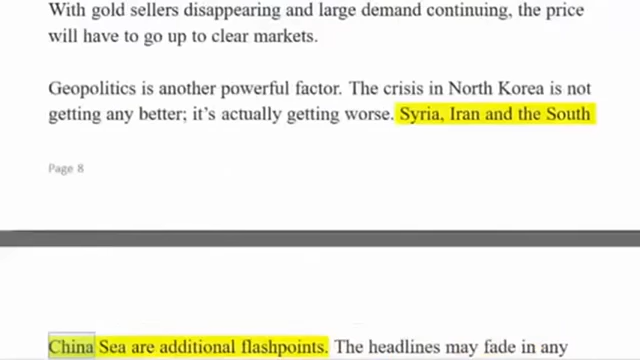 With gold sellers disappearing and large demand continuing, the price
will have to go up to clear markets.
Geopolitics is another powerful factor. The crisis in North Korea is not
getting any better; it's actually getting worse. Syria, Iran and the South
Page 8
China Sea are additional flashpoints. The headlines may fade in any